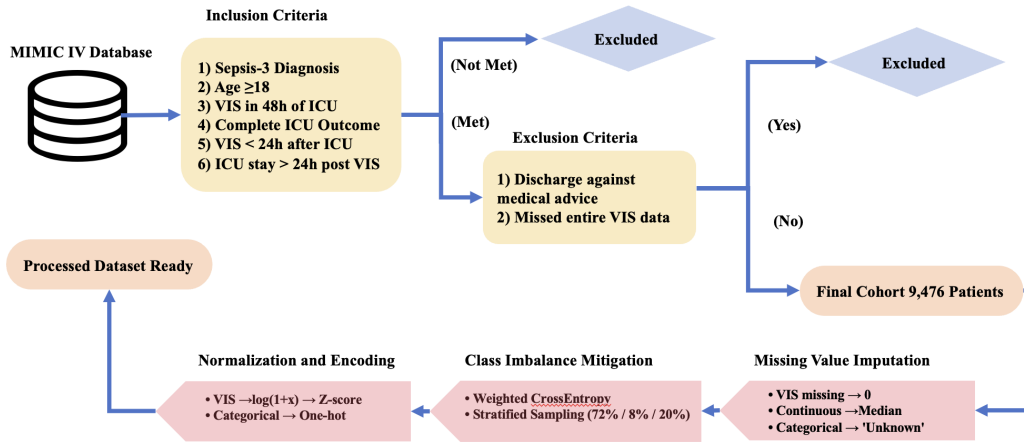 Inclusion Criteria
MIMIC IV Database
1) Sepsis-3 Diagnosis
2) Age ≥18
3) VIS in 48h of ICU
4) Complete ICU Outcome
5) VIS < 24h after ICU
6) ICU stay > 24h post VIS
(Not Met)
Excluded
(Met)
Exclusion Criteria
1) Discharge against
medical advice
2) Missed entire VIS data
Excluded
(Yes)
(No)
Final Cohort 9,476 Patients
Missing Value Imputation
• VIS missing → 0
• Continuous →Median
• Categorical → 'Unknown'
Class Imbalance Mitigation
• Weighted CrossEntropy
• Stratified Sampling (72% / 8% / 20%)
Normalization and Encoding
• VIS →log(1+x) → Z-score
• Categorical → One-hot
Processed Dataset Ready